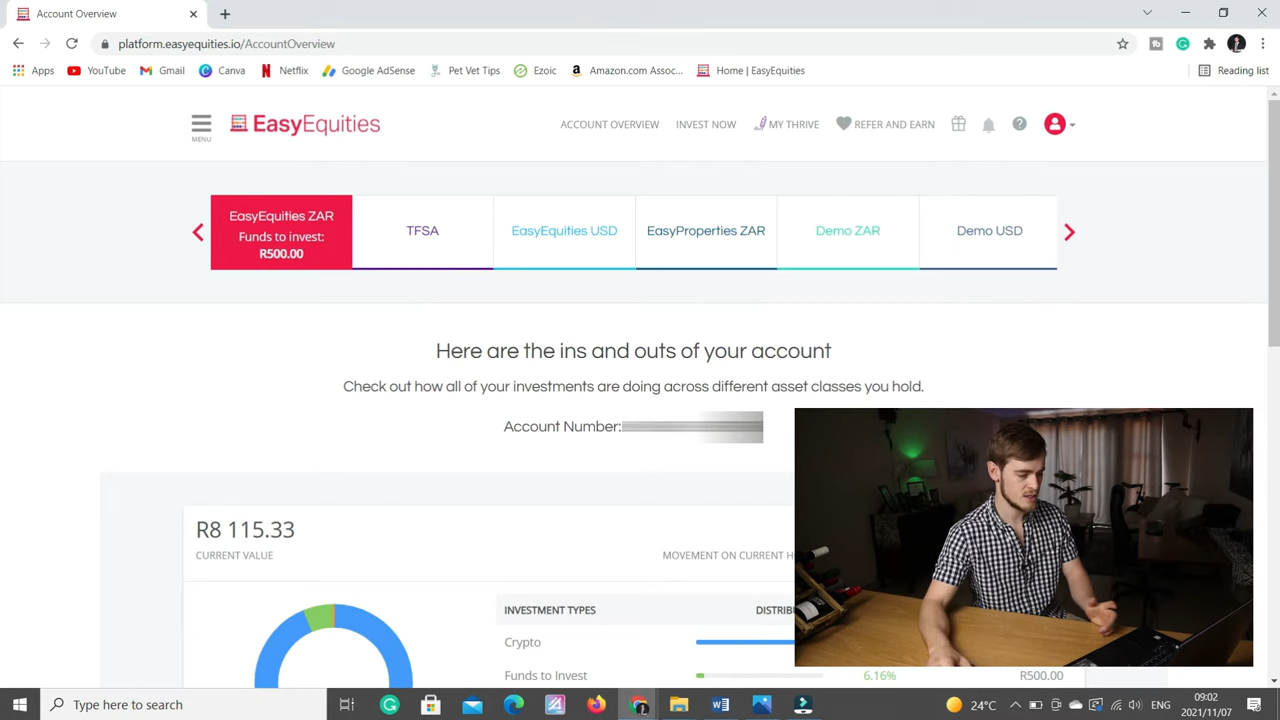 Account Overview
platform.easyequities.io/AccountOverview
Apps YouTube Gmail Canva Netflix Google AdSense Pet Vet Tips Ezoic Amazon.com Assoc... Home | EasyEquities Reading list
MENU
EasyEquities
ACCOUNT OVERVIEW INVEST NOW MY THRIVE REFER AND EARN
EasyEquities ZAR
Funds to invest:
R500.00
TFSA
EasyEquities USD
EasyProperties ZAR
Demo ZAR
Demo USD
Here are the ins and outs of your account
Check out how all of your investments are doing across different asset classes you hold.
Account Number:
R8 115.33
CURRENT VALUE
MOVEMENT ON CURRENT
INVESTMENT TYPES
Crypto
Funds to Invest 6.16% R500.00
Type here to search
24°C ENG
09:02
2021/11/07